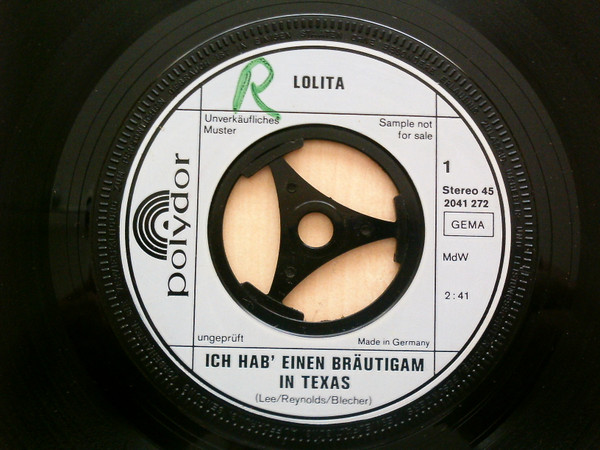 R
LOLITA
Unverkäufliches
Muster
Sample not
for sale
polydor
1
Stereo 45
2041 272
GEMA
MdW
2:41
ungeprüft
Made in Germany
ICH HAB' EINEN BRÄUTIGAM
IN TEXAS
(Lee/Reynolds/Blecher)